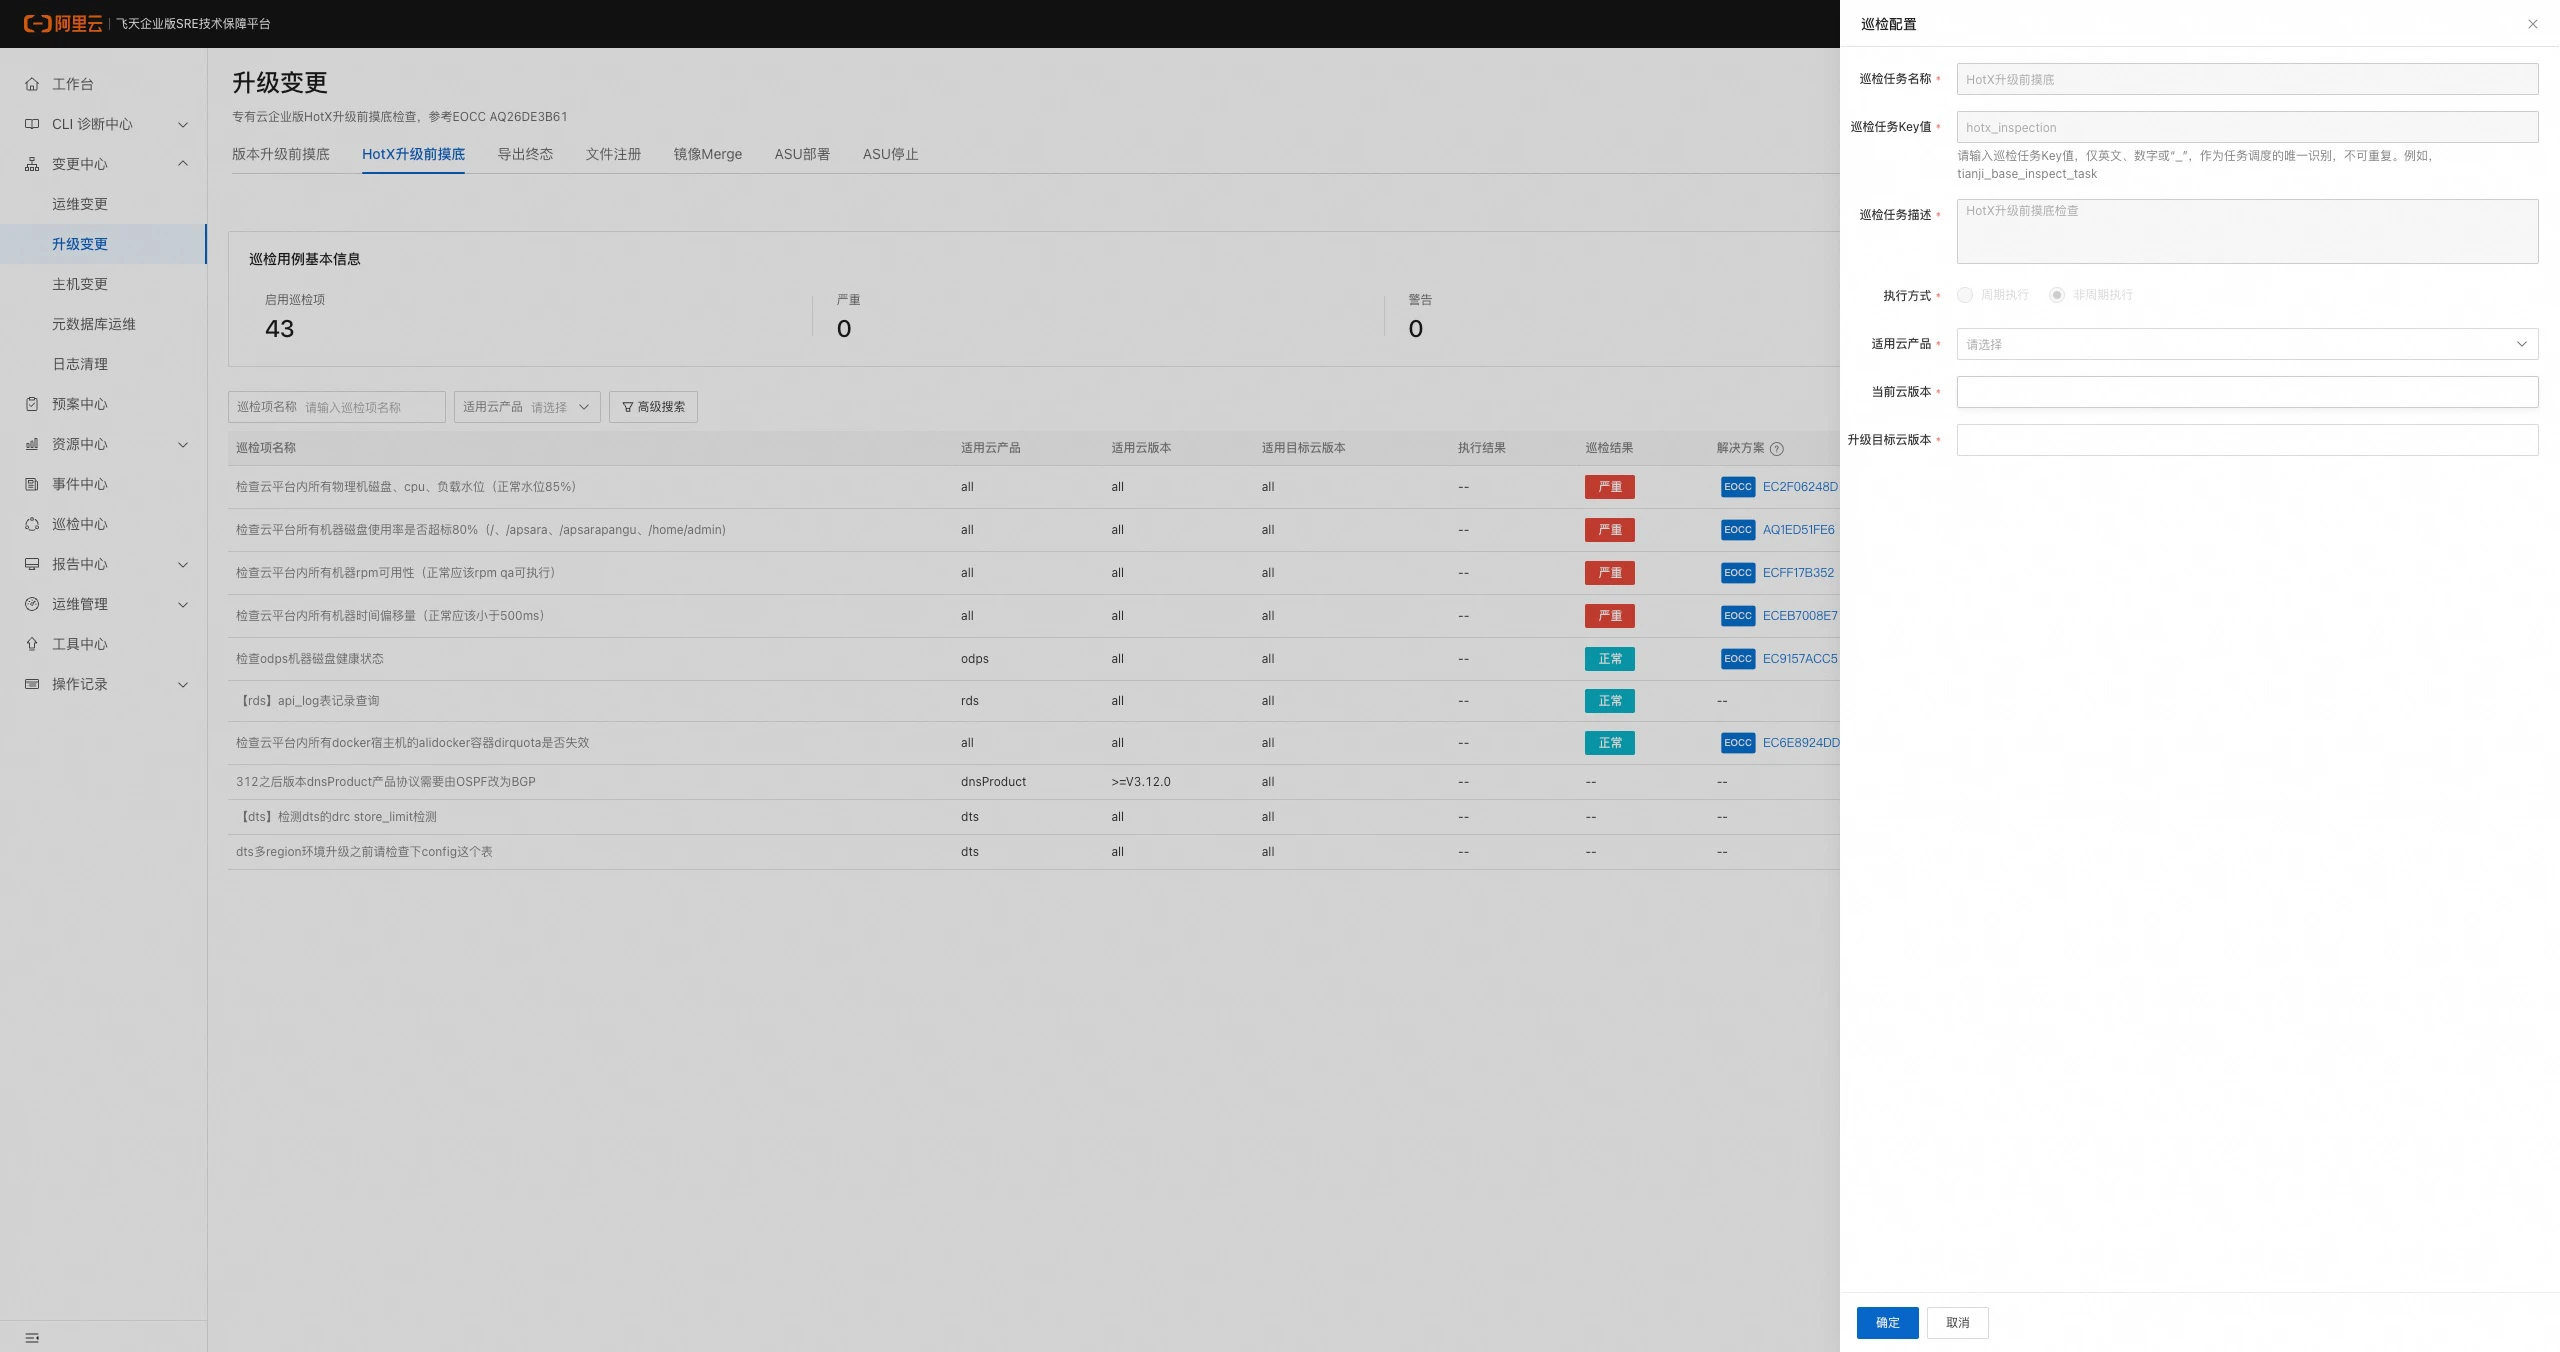 阿里云 | 飞天企业版SRE技术保障平台
工作台
CLI 诊断中心
变更中心
运维变更
升级变更
主机变更
元数据库运维
日志清理
预案中心
资源中心
事件中心
巡检中心
报告中心
运维管理
工具中心
操作记录
升级变更
专有云企业版HotX升级前摸底检查，参考EOCC AQ26DE3B61
版本升级前摸底 HotX升级前摸底 导出终态 文件注册 镜像Merge ASU部署 ASU停止
巡检用例基本信息
启用巡检项 严重 警告
43 0 0
巡检项名称 请输入巡检项名称 适用云产品 请选择 高级搜索
巡检项名称 适用云产品 适用云版本 适用目标云版本 执行结果 巡检结果 解决方案
检查云平台内所有物理机磁盘、cpu、负载水位（正常水位85%） all all all -- 严重 EOCC EC2F06248D
检查云平台所有机器磁盘使用率是否超标80%（/、/apsara、/apsarapangu、/home/admin） all all all -- 严重 EOCC AQ1ED51FE6
检查云平台内所有机器rpm可用性（正常应该rpm qa可执行） all all all -- 严重 EOCC ECFF17B352
检查云平台内所有机器时间偏移量（正常应该小于500ms） all all all -- 严重 EOCC ECEB7008E7
检查odps机器磁盘健康状态 odps all all -- 正常 EOCC EC9157ACC5
【rds】api_log表记录查询 rds all all -- 正常 --
检查云平台内所有docker宿主机的alidocker容器dirquota是否失效 all all all -- 正常 EOCC EC6E8924DD
312之后版本dnsProduct产品协议需要由OSPF改为BGP dnsProduct >=V3.12.0 all -- -- --
【dts】检测dts的drc store_limit检测 dts all all -- -- --
dts多region环境升级之前请检查下config这个表 dts all all -- -- --
巡检配置
巡检任务名称 * HotX升级前摸底
巡检任务Key值 * hotx_inspection
请输入巡检任务Key值，仅英文、数字或“_”，作为任务调度的唯一识别，不可重复。例如，
tianji_base_inspect_task
巡检任务描述 * HotX升级前摸底检查
执行方式 * 周期执行 非周期执行
适用云产品 * 请选择
当前云版本 *
升级目标云版本 *
确定 取消